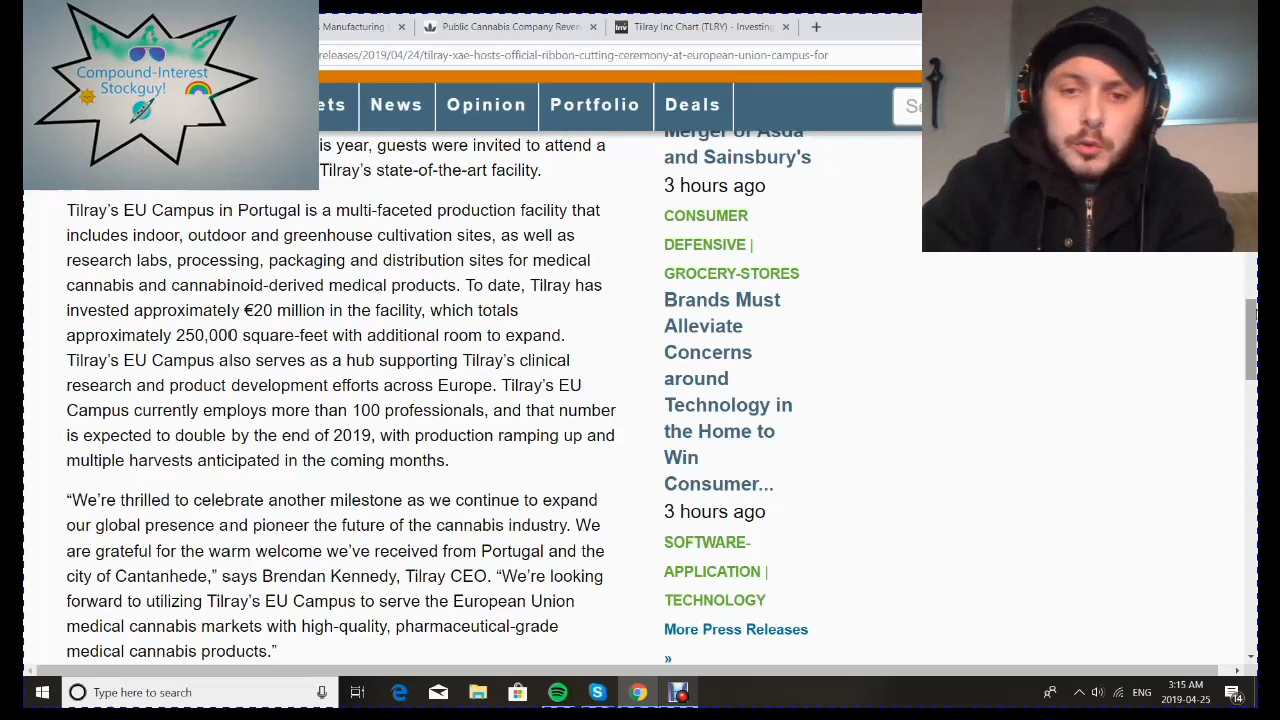 s Manufacturing
Public Cannabis Company Reven
Tilray Inc Chart (TLRY) - Investing
releases/2019/04/24/tilray-xae-hosts-official-ribbon-cutting-ceremony-at-european-union-campus-for
Compound-Interest
Stockguy!
ets News Opinion Portfolio Deals
Se
is year, guests were invited to attend a
Tilray’s state-of-the-art facility.
Tilray’s EU Campus in Portugal is a multi-faceted production facility that
includes indoor, outdoor and greenhouse cultivation sites, as well as
research labs, processing, packaging and distribution sites for medical
cannabis and cannabinoid-derived medical products. To date, Tilray has
invested approximately €20 million in the facility, which totals
approximately 250,000 square-feet with additional room to expand.
Tilray’s EU Campus also serves as a hub supporting Tilray’s clinical
research and product development efforts across Europe. Tilray’s EU
Campus currently employs more than 100 professionals, and that number
is expected to double by the end of 2019, with production ramping up and
multiple harvests anticipated in the coming months.
“We’re thrilled to celebrate another milestone as we continue to expand
our global presence and pioneer the future of the cannabis industry. We
are grateful for the warm welcome we’ve received from Portugal and the
city of Cantanhede,” says Brendan Kennedy, Tilray CEO. “We’re looking
forward to utilizing Tilray’s EU Campus to serve the European Union
medical cannabis markets with high-quality, pharmaceutical-grade
medical cannabis products.”
Merger of Asda
and Sainsbury's
3 hours ago
CONSUMER
DEFENSIVE |
GROCERY-STORES
Brands Must
Alleviate
Concerns
around
Technology in
the Home to
Win
Consumer...
3 hours ago
SOFTWARE-
APPLICATION |
TECHNOLOGY
More Press Releases
»
Type here to search
ENG
3:15 AM
2019-04-25
14